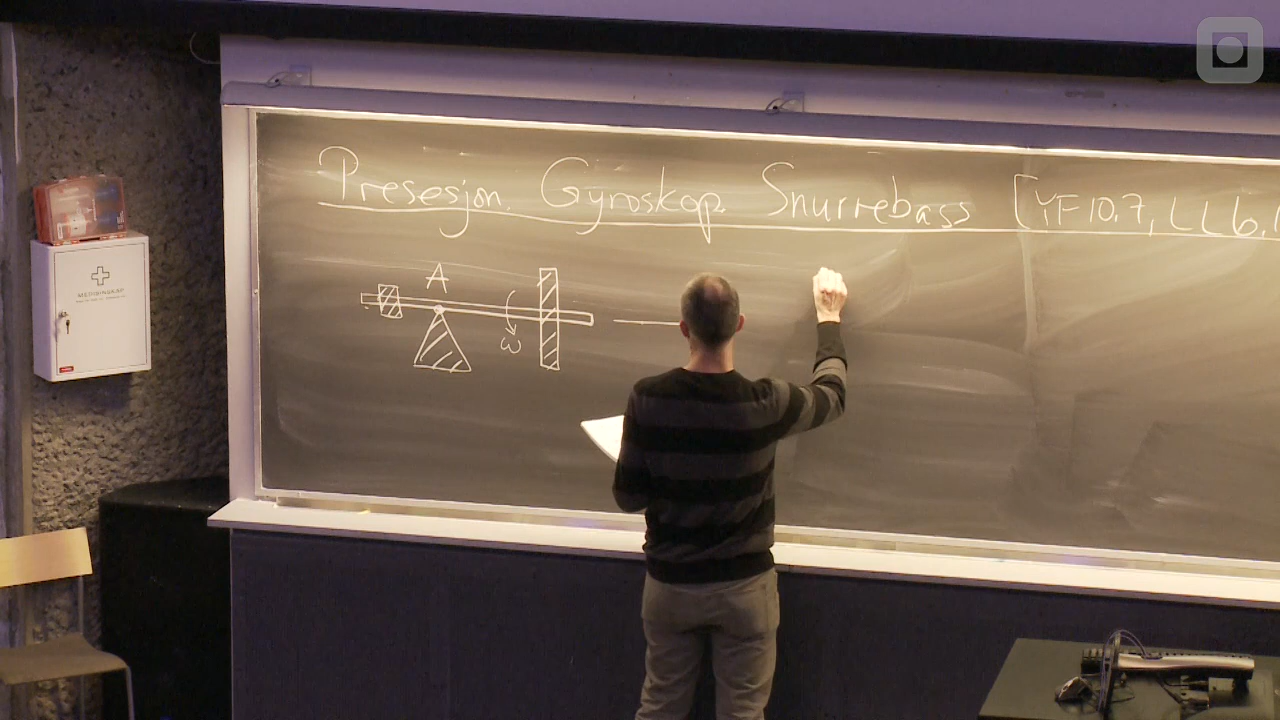 Presesjon. Gyroskop. Snurrebass [YF 10.7, LL 6.
A
ω